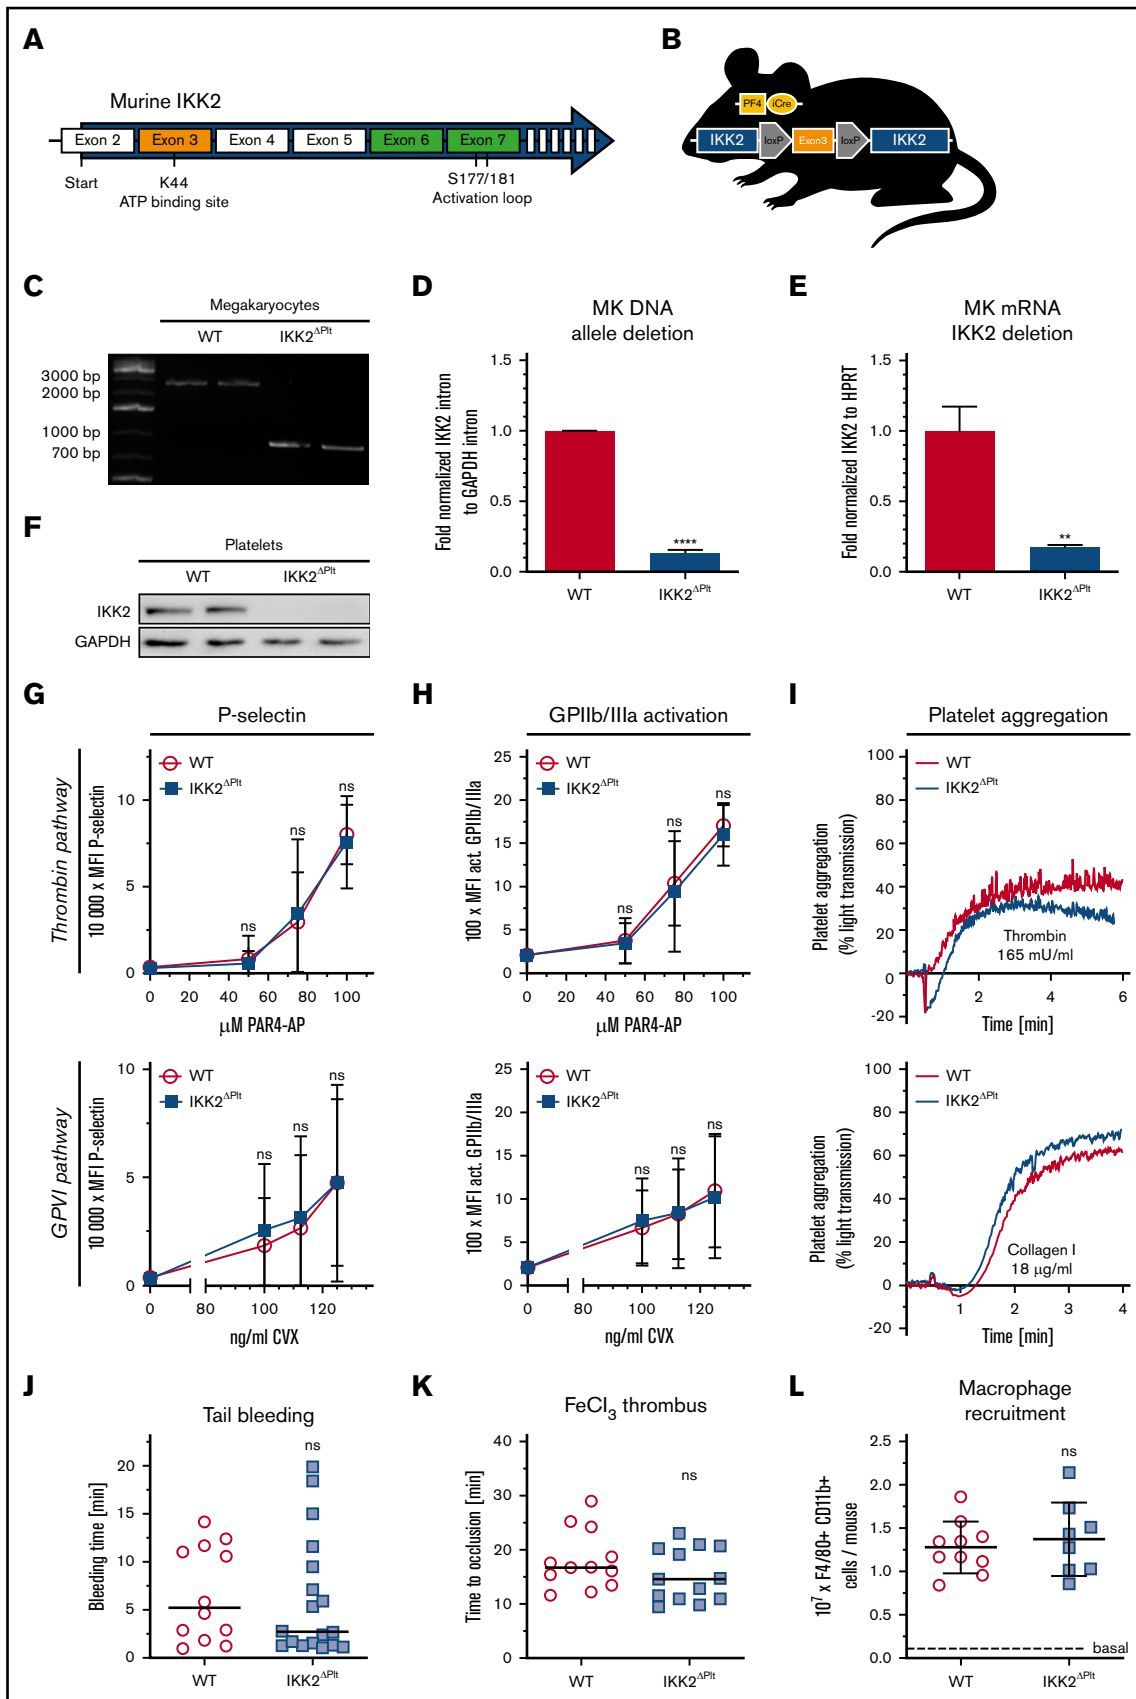 A
Murine IKK2
Exon 2 Exon 3 Exon 4 Exon 5 Exon 6 Exon 7
Start
K44
ATP binding site
S177/181
Activation loop
B
PF4 iCre
IKK2 loxP Exon3 loxP IKK2
C
Megakaryocytes
WT IKK2ΔPlt
3000 bp
2000 bp
1000 bp
700 bp
D
MK DNA
allele deletion
Fold normalized IKK2 intron
to GAPDH intron
1.5
1.0
0.5
0.0
****
WT IKK2ΔPlt
E
MK mRNA
IKK2 deletion
Fold normalized IKK2 to HPRT
1.5
1.0
0.5
0.0
**
WT IKK2ΔPlt
F
Platelets
WT IKK2ΔPlt
IKK2
GAPDH
G
P-selectin
Thrombin pathway
10 000 x MFI P-selectin
WT
IKK2ΔPlt
10
5
0
ns ns ns
0 20 40 60 80 100
μM PAR4-AP
GPVI pathway
10 000 x MFI P-selectin
WT
IKK2ΔPlt
10
5
0
ns ns ns
0 80 100 120
ng/ml CVX
H
GPIIb/IIIa activation
100 x MFI act. GPIIb/IIIa
WT
IKK2ΔPlt
25
20
15
10
5
0
ns ns ns
0 20 40 60 80 100
μM PAR4-AP
100 x MFI act. GPIIb/IIIa
WT
IKK2ΔPlt
25
20
15
10
5
0
ns ns ns
0 80 100 120
ng/ml CVX
I
Platelet aggregation
Platelet aggregation
(% light transmission)
WT
IKK2ΔPlt
100
80
60
40
20
0
-20
Thrombin
165 mU/ml
2 4 6
Time [min]
Platelet aggregation
(% light transmission)
WT
IKK2ΔPlt
100
80
60
40
20
0
-20
Collagen I
18 μg/ml
1 2 3 4
Time [min]
J
Tail bleeding
Bleeding time [min]
20
15
10
5
0
ns
WT IKK2ΔPlt
K
FeCl3 thrombus
Time to occlusion [min]
40
30
20
10
0
ns
WT IKK2ΔPlt
L
Macrophage
recruitment
10⁷ x F4/80+ CD11b+
cells / mouse
2.5
2.0
1.5
1.0
0.5
0.0
ns
basal
WT IKK2ΔPlt